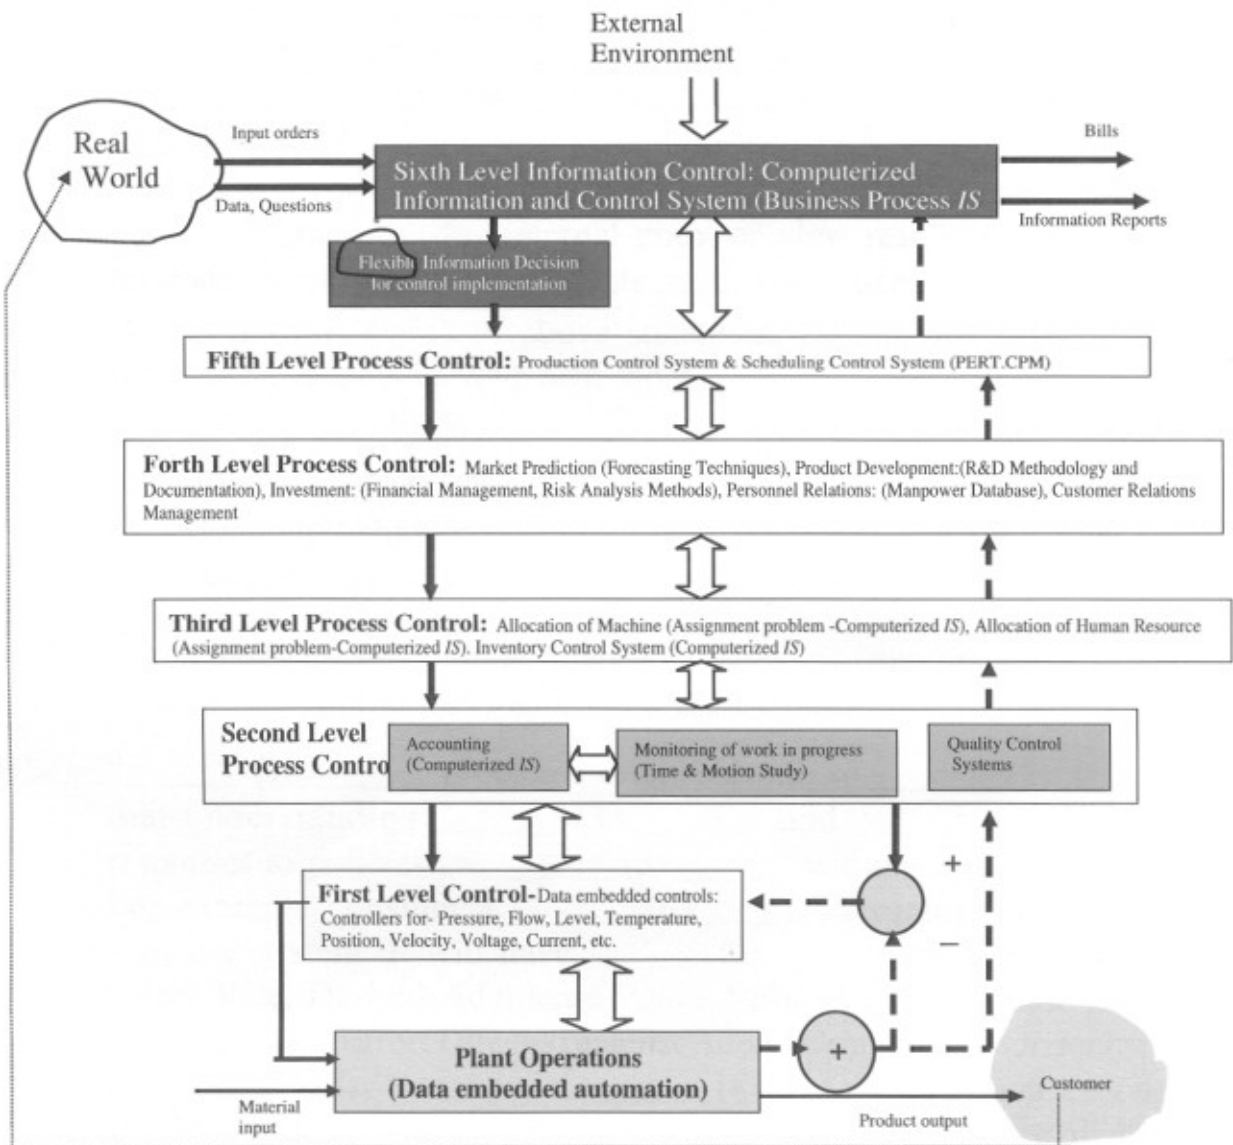 External
Environment
Real
World
Input orders
Data, Questions
Sixth Level Information Control: Computerized
Information and Control System (Business Process IS
Bills
Information Reports
Flexible Information Decision
for control implementation
Fifth Level Process Control: Production Control System & Scheduling Control System (PERT.CPM)
Forth Level Process Control: Market Prediction (Forecasting Techniques), Product Development:(R&D Methodology and
Documentation), Investment: (Financial Management, Risk Analysis Methods), Personnel Relations: (Manpower Database), Customer Relations
Management
Third Level Process Control: Allocation of Machine (Assignment problem -Computerized IS), Allocation of Human Resource
(Assignment problem-Computerized IS). Inventory Control System (Computerized IS)
Second Level
Process Contro
Accounting
(Computerized IS)
Monitoring of work in progress
(Time & Motion Study)
Quality Control
Systems
+
–
First Level Control-Data embedded controls:
Controllers for- Pressure, Flow, Level, Temperature,
Position, Velocity, Voltage, Current, etc.
Plant Operations
(Data embedded automation)
+
Material
input
Product output
Customer